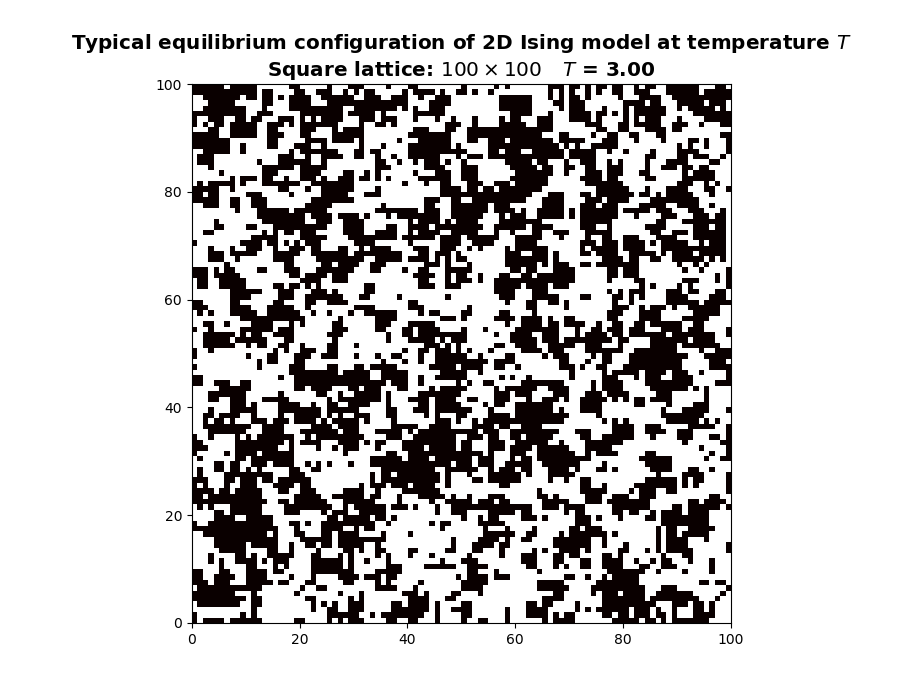 Typical equilibrium configuration of 2D Ising model at temperature T
Square lattice: 100 × 100 T = 3.00
100
80
60
40
20
0
0 20 40 60 80 100